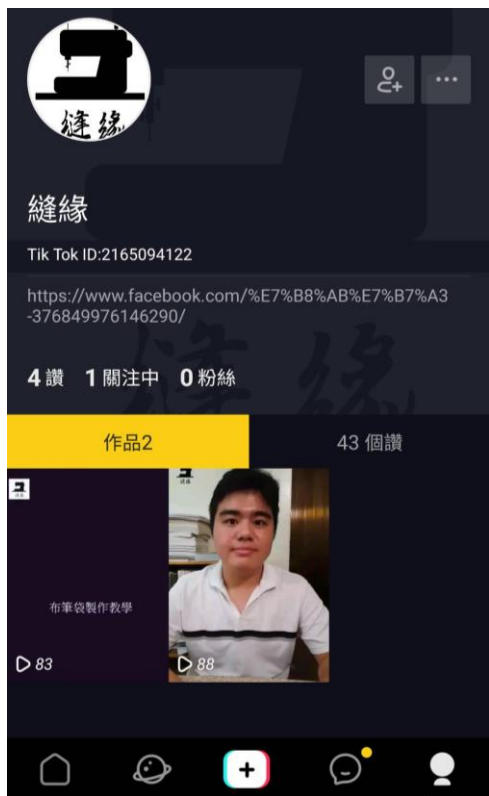 縫緣
縫緣
Tik Tok ID:2165094122
https://www.facebook.com/%E7%B8%AB%E7%B7%A3
-376849976146290/
4 讚 1 關注中 0 粉絲
作品2 43 個讚
布筆袋製作教學
83 88